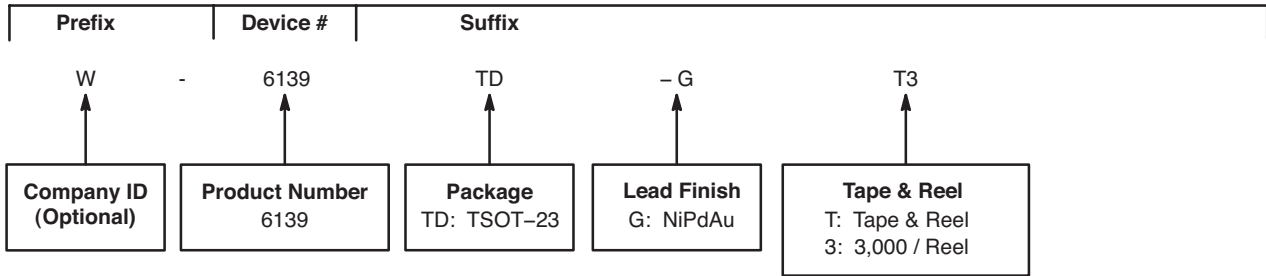 Prefix Device # Suffix
W - 6139 TD – G T3
Company ID
(Optional)
Product Number
6139
Package
TD: TSOT–23
Lead Finish
G: NiPdAu
Tape & Reel
T: Tape & Reel
3: 3,000 / Reel